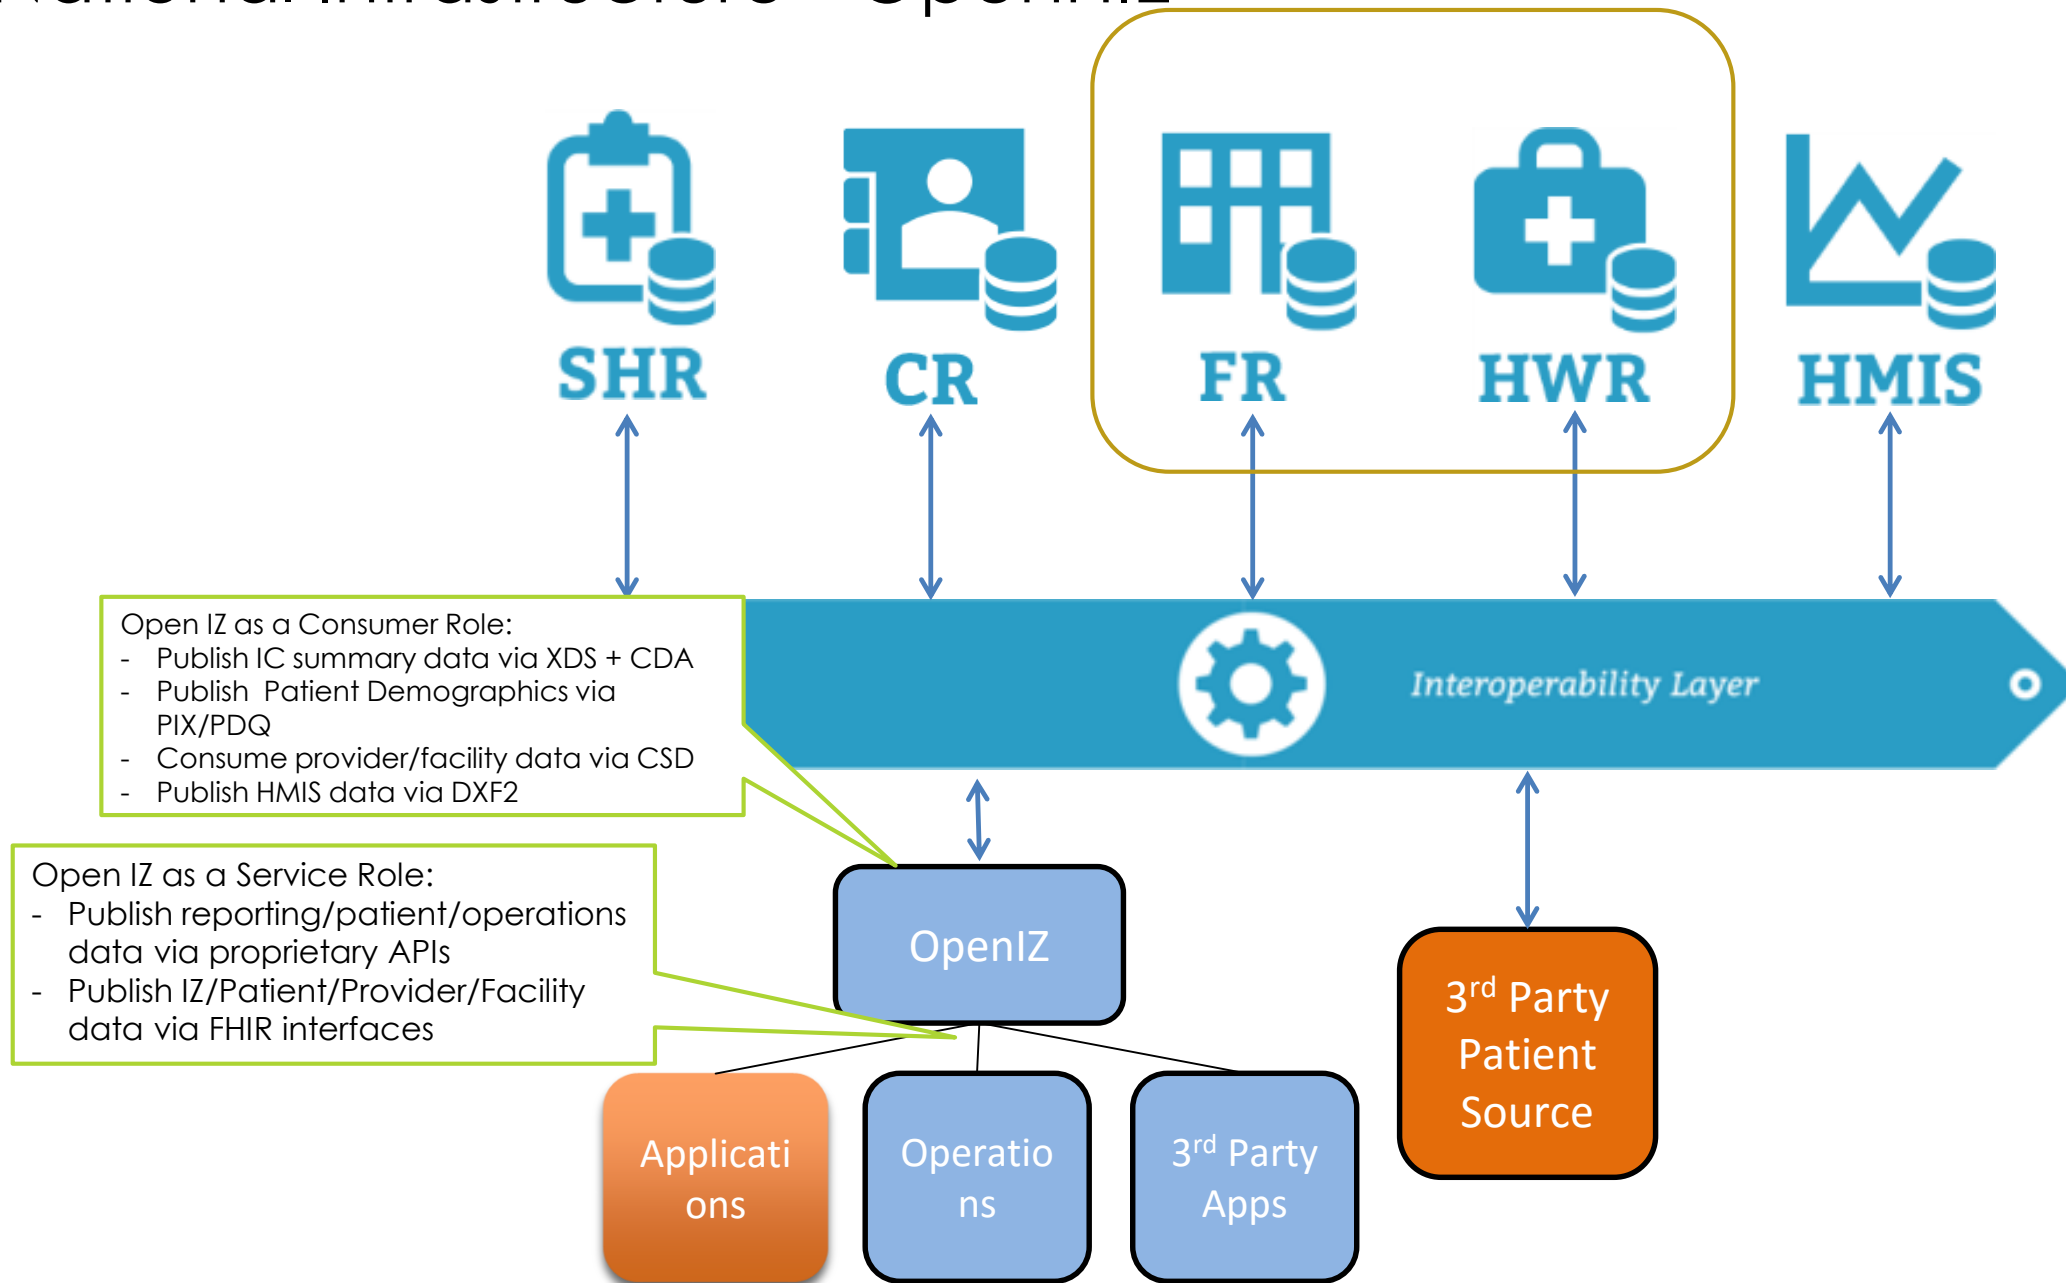 SHR
CR
FR
HWR
HMIS
Open IZ as a Consumer Role:
- Publish IC summary data via XDS + CDA
- Publish Patient Demographics via
PIX/PDQ
- Consume provider/facility data via CSD
- Publish HMIS data via DXF2
Interoperability Layer
Open IZ as a Service Role:
- Publish reporting/patient/operations
data via proprietary APIs
- Publish IZ/Patient/Provider/Facility
data via FHIR interfaces
OpenIZ
3rd Party
Patient
Source
Applicati
ons
Operatio
ns
3rd Party
Apps